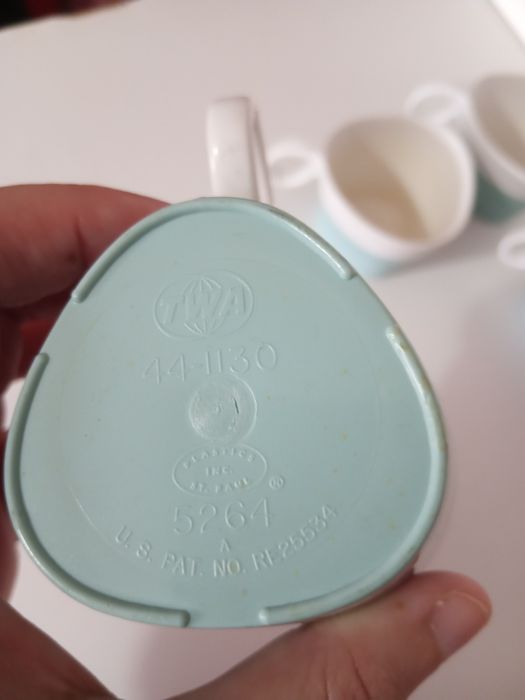 TWA
44-1130
PLASTICS
INC.
ST. PAUL
®
5264
A
U.S. PAT. NO. RE-25534